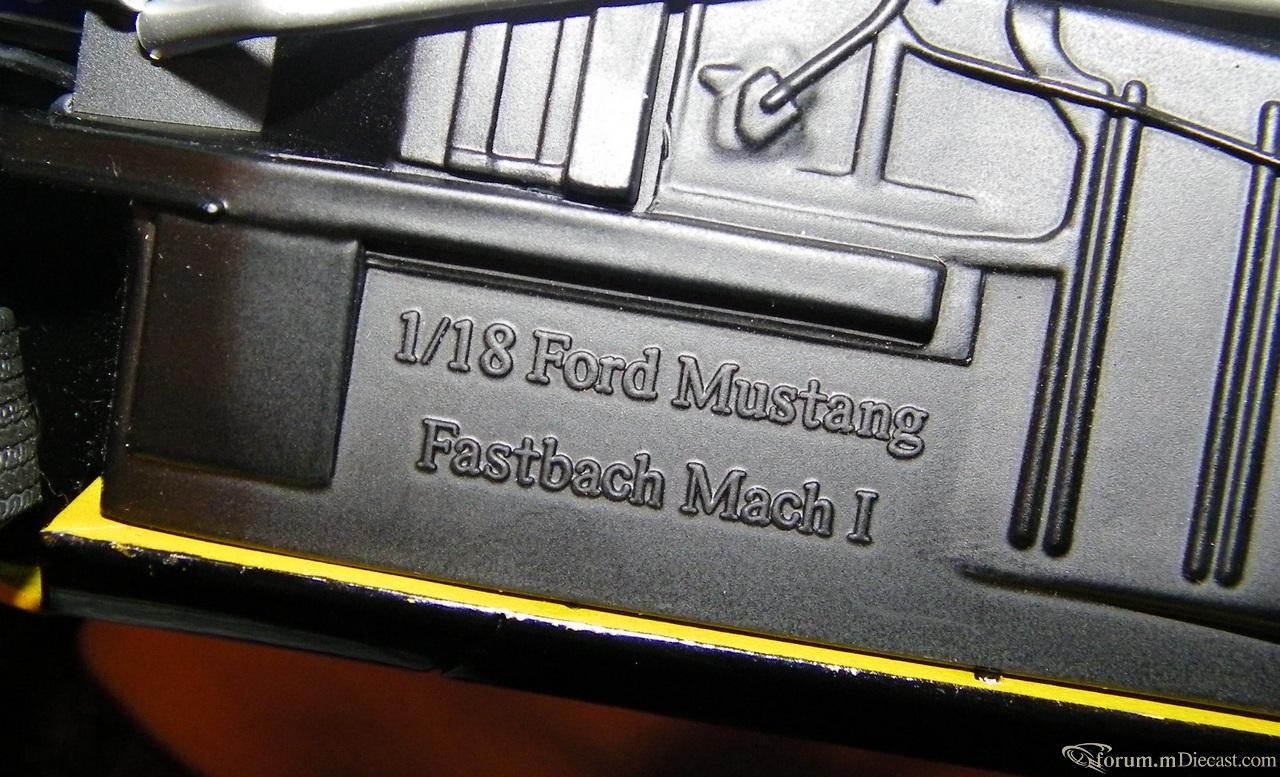 1/18 Ford Mustang
Fastbach Mach I
forum.mDiecast.com